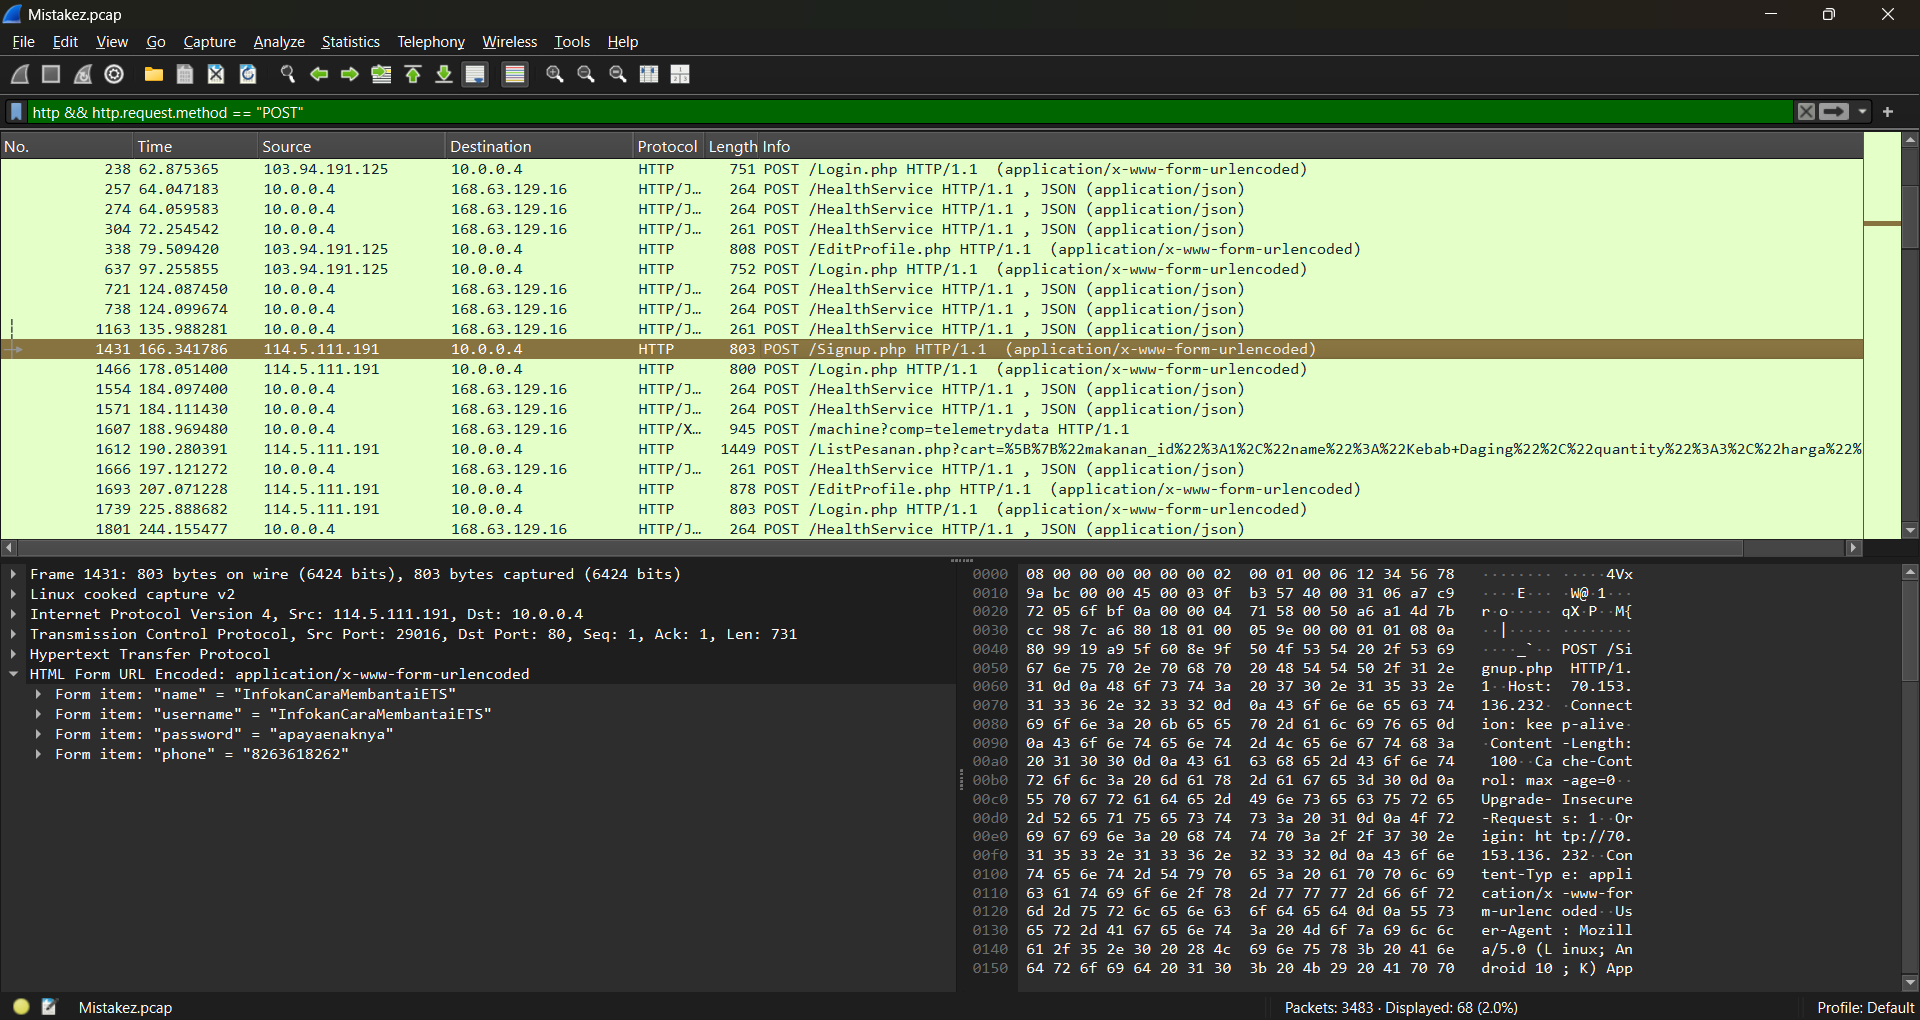 Mistakez.pcap
File Edit View Go Capture Analyze Statistics Telephony Wireless Tools Help
http && http.request.method == "POST"
No. Time Source Destination Protocol Length Info
238 62.875365 103.94.191.125 10.0.0.4 HTTP 751 POST /Login.php HTTP/1.1 (application/x-www-form-urlencoded)
257 64.047183 10.0.0.4 168.63.129.16 HTTP/J… 264 POST /HealthService HTTP/1.1 , JSON (application/json)
274 64.059583 10.0.0.4 168.63.129.16 HTTP/J… 264 POST /HealthService HTTP/1.1 , JSON (application/json)
304 72.254542 10.0.0.4 168.63.129.16 HTTP/J… 261 POST /HealthService HTTP/1.1 , JSON (application/json)
338 79.509420 103.94.191.125 10.0.0.4 HTTP 808 POST /EditProfile.php HTTP/1.1 (application/x-www-form-urlencoded)
637 97.255855 103.94.191.125 10.0.0.4 HTTP 752 POST /Login.php HTTP/1.1 (application/x-www-form-urlencoded)
721 124.087450 10.0.0.4 168.63.129.16 HTTP/J… 264 POST /HealthService HTTP/1.1 , JSON (application/json)
738 124.099674 10.0.0.4 168.63.129.16 HTTP/J… 264 POST /HealthService HTTP/1.1 , JSON (application/json)
1163 135.988281 10.0.0.4 168.63.129.16 HTTP/J… 261 POST /HealthService HTTP/1.1 , JSON (application/json)
1431 166.341786 114.5.111.191 10.0.0.4 HTTP 803 POST /Signup.php HTTP/1.1 (application/x-www-form-urlencoded)
1466 178.051400 114.5.111.191 10.0.0.4 HTTP 800 POST /Login.php HTTP/1.1 (application/x-www-form-urlencoded)
1554 184.097400 10.0.0.4 168.63.129.16 HTTP/J… 264 POST /HealthService HTTP/1.1 , JSON (application/json)
1571 184.111430 10.0.0.4 168.63.129.16 HTTP/J… 264 POST /HealthService HTTP/1.1 , JSON (application/json)
1607 188.969480 10.0.0.4 168.63.129.16 HTTP/X… 945 POST /machine?comp=telemetrydata HTTP/1.1
1612 190.280391 114.5.111.191 10.0.0.4 HTTP 1449 POST /ListPesanan.php?cart=%5B%7B%22makanan_id%22%3A1%2C%22name%22%3A%22Kebab+Daging%22%2C%22quantity%22%3A3%2C%22harga%22%
1666 197.121272 10.0.0.4 168.63.129.16 HTTP/J… 261 POST /HealthService HTTP/1.1 , JSON (application/json)
1693 207.071228 114.5.111.191 10.0.0.4 HTTP 878 POST /EditProfile.php HTTP/1.1 (application/x-www-form-urlencoded)
1739 225.888682 114.5.111.191 10.0.0.4 HTTP 803 POST /Login.php HTTP/1.1 (application/x-www-form-urlencoded)
1801 244.155477 10.0.0.4 168.63.129.16 HTTP/J… 264 POST /HealthService HTTP/1.1 , JSON (application/json)
Frame 1431: 803 bytes on wire (6424 bits), 803 bytes captured (6424 bits)
Linux cooked capture v2
Internet Protocol Version 4, Src: 114.5.111.191, Dst: 10.0.0.4
Transmission Control Protocol, Src Port: 29016, Dst Port: 80, Seq: 1, Ack: 1, Len: 731
Hypertext Transfer Protocol
HTML Form URL Encoded: application/x-www-form-urlencoded
Form item: "name" = "InfokanCaraMembantaiETS"
Form item: "username" = "InfokanCaraMembantaiETS"
Form item: "password" = "apayaenaknya"
Form item: "phone" = "8263618262"
0000 08 00 00 00 00 00 00 02 00 01 00 06 12 34 56 78 ········ ·····4Vx
0010 9a bc 00 00 45 00 03 0f b3 57 40 00 31 06 a7 c9 ····E··· ·W@·1···
0020 72 05 6f bf 0a 00 00 04 71 58 00 50 a6 a1 4d 7b r·o····· qX·P··M{
0030 cc 98 7c a6 80 18 01 00 05 9e 00 00 01 01 08 0a ··|····· ········
0040 80 99 19 a9 5f 60 8e 9f 50 4f 53 54 20 2f 53 69 ····_`·· POST /Si
0050 67 6e 75 70 2e 70 68 70 20 48 54 54 50 2f 31 2e gnup.php HTTP/1.
0060 31 0d 0a 48 6f 73 74 3a 20 37 30 2e 31 35 33 2e 1··Host: 70.153.
0070 31 33 36 2e 32 33 32 0d 0a 43 6f 6e 6e 65 63 74 136.232· ·Connect
0080 69 6f 6e 3a 20 6b 65 65 70 2d 61 6c 69 76 65 0d ion: kee p-alive·
0090 0a 43 6f 6e 74 65 6e 74 2d 4c 65 6e 67 74 68 3a ·Content -Length:
00a0 20 31 30 30 0d 0a 43 61 63 68 65 2d 43 6f 6e 74 100··Ca che-Cont
00b0 72 6f 6c 3a 20 6d 61 78 2d 61 67 65 3d 30 0d 0a rol: max -age=0··
00c0 55 70 67 72 61 64 65 2d 49 6e 73 65 63 75 72 65 Upgrade- Insecure
00d0 2d 52 65 71 75 65 73 74 73 3a 20 31 0d 0a 4f 72 -Request s: 1··Or
00e0 69 67 69 6e 3a 20 68 74 74 70 3a 2f 2f 37 30 2e igin: ht tp://70.
00f0 31 35 33 2e 31 33 36 2e 32 33 32 0d 0a 43 6f 6e 153.136. 232··Con
0100 74 65 6e 74 2d 54 79 70 65 3a 20 61 70 70 6c 69 tent-Typ e: appli
0110 63 61 74 69 6f 6e 2f 78 2d 77 77 77 2d 66 6f 72 cation/x -www-for
0120 6d 2d 75 72 6c 65 6e 63 6f 64 65 64 0d 0a 55 73 m-urlenc oded··Us
0130 65 72 2d 41 67 65 6e 74 3a 20 4d 6f 7a 69 6c 6c er-Agent : Mozill
0140 61 2f 35 2e 30 20 28 4c 69 6e 75 78 3b 20 41 6e a/5.0 (L inux; An
0150 64 72 6f 69 64 20 31 30 3b 20 4b 29 20 41 70 70 droid 10 ; K) App
Mistakez.pcap Packets: 3483 · Displayed: 68 (2.0%) Profile: Default